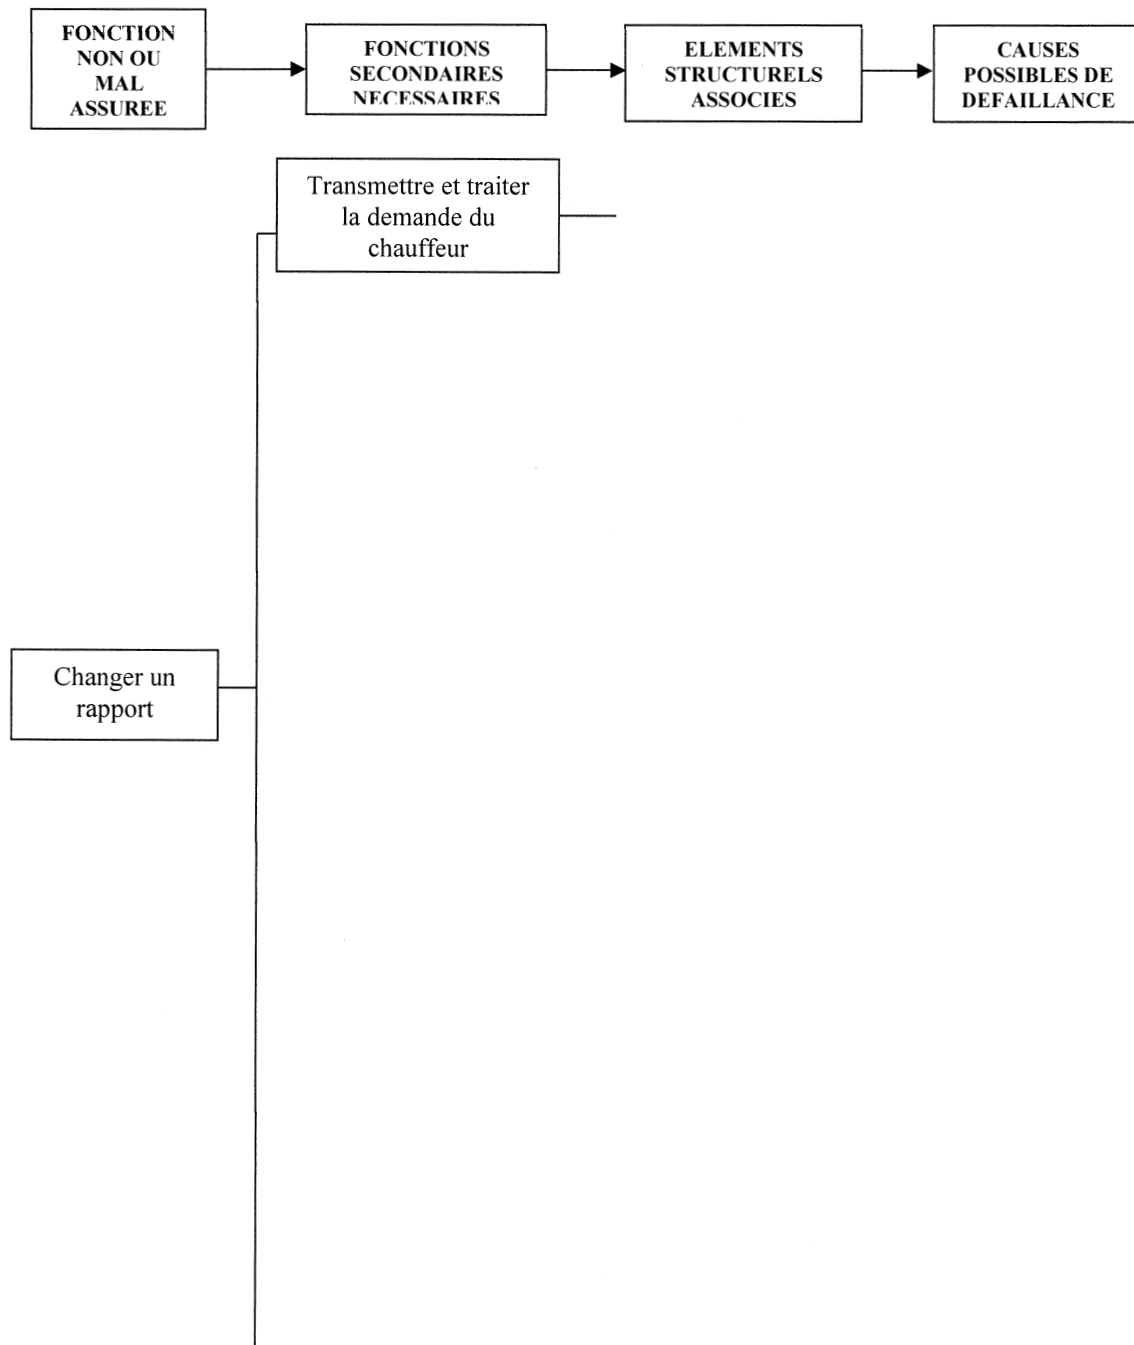 FONCTION
NON OU
MAL
ASSUREE
FONCTIONS
SECONDAIRES
NECESSAIRES
ELEMENTS
STRUCTURELS
ASSOCIES
CAUSES
POSSIBLES DE
DEFAILLANCE
Transmettre et traiter
la demande du
chauffeur
Changer un
rapport